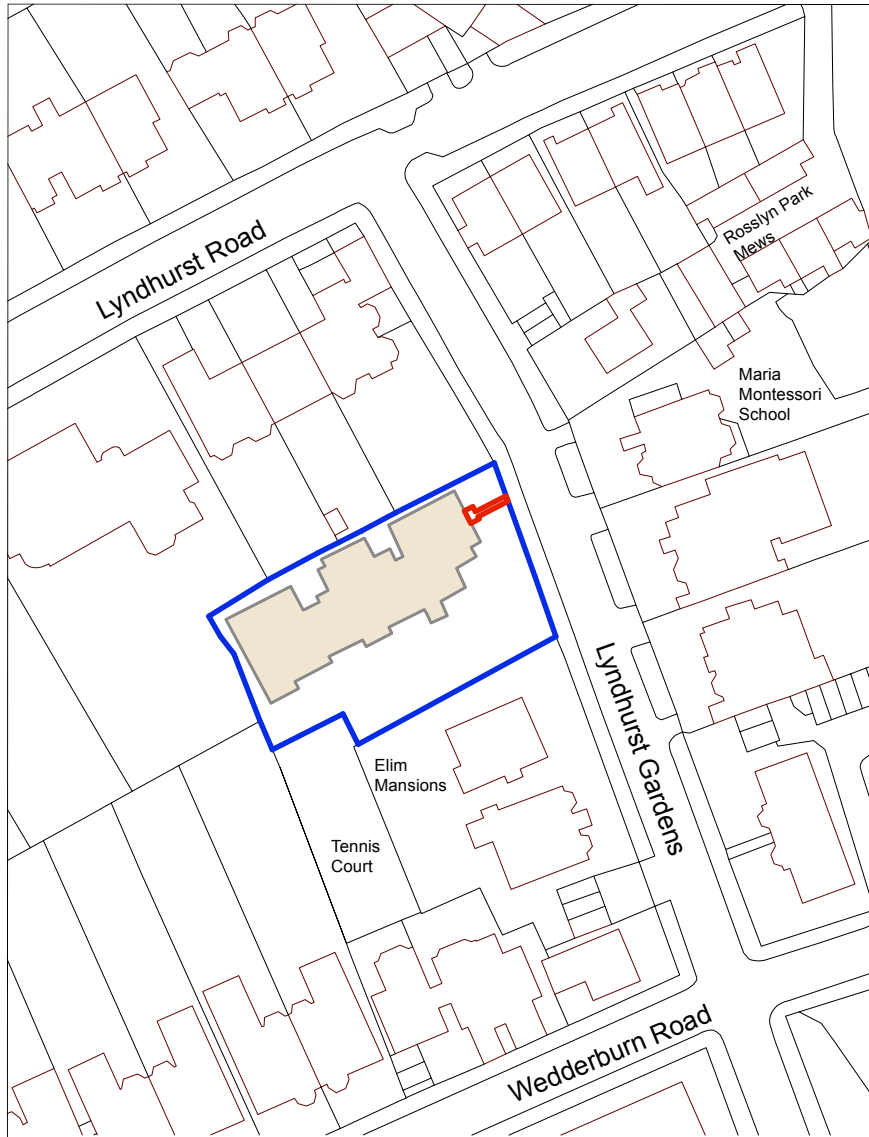 Lyndhurst Road
Rosslyn Park
Mews
Maria
Montessori
School
Lyndhurst Gardens
Elim
Mansions
Tennis
Court
Wedderburn Road